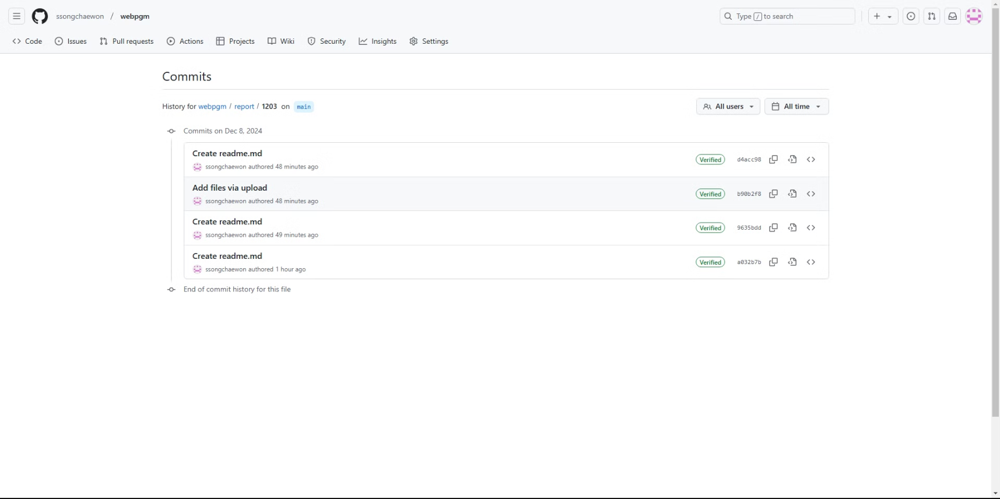 ssongchaewon / webpgm
Type / to search
Code Issues Pull requests Actions Projects Wiki Security Insights Settings
Commits
History for webpgm / report / 1203 on main
All users All time
Commits on Dec 8, 2024
Create readme.md
ssongchaewon authored 48 minutes ago
Verified d4acc98
Add files via upload
ssongchaewon authored 48 minutes ago
Verified b90b2f8
Create readme.md
ssongchaewon authored 49 minutes ago
Verified 9635bdd
Create readme.md
ssongchaewon authored 1 hour ago
Verified a032b7b
End of commit history for this file